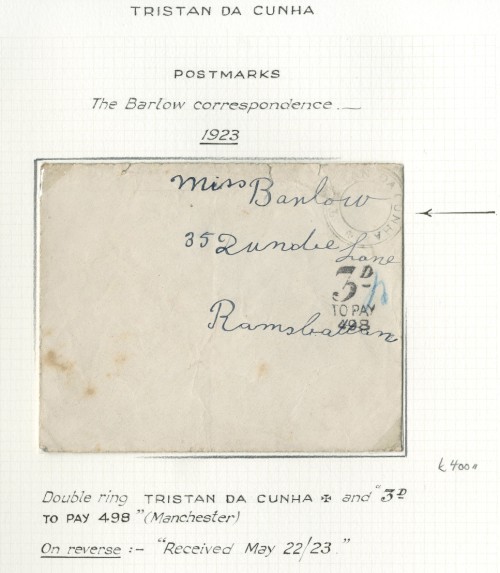 TRISTAN DA CUNHA
POSTMARKS
The Barlow correspondence.
1923
Miss Barlow
35 Dundee Lane
3D
TO PAY
498
Ramsbottom
£400
Double ring TRISTAN DA CUNHA ✠ and "3D
TO PAY 498" (Manchester)
On reverse :- "Received May 22/23."